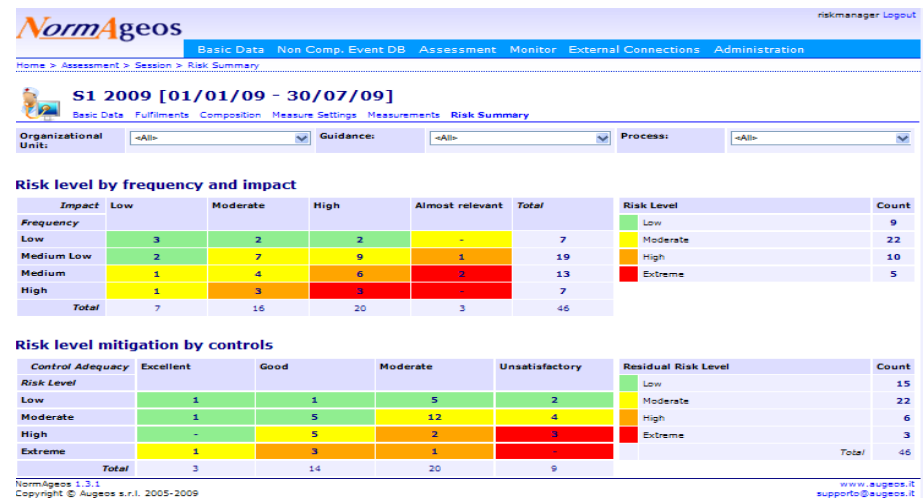 riskmanager Logout
NormAgeos
Basic Data Non Comp. Event DB Assessment Monitor External Connections Administration
Home > Assessment > Session > Risk Summary
S1 2009 [01/01/09 - 30/07/09]
Basic Data Fulfilments Composition Measure Settings Measurements Risk Summary
Organizational Unit: <All> Guidance: <All> Process: <All>
Risk level by frequency and impact
Impact Low Moderate High Almost relevant Total
Frequency
Low 3 2 2 - 7
Medium Low 2 7 9 1 19
Medium 1 4 6 2 13
High 1 3 3 - 7
Total 7 16 20 3 46
Risk Level Count
Low 9
Moderate 22
High 10
Extreme 5
Risk level mitigation by controls
Control Adequacy Excellent Good Moderate Unsatisfactory
Risk Level
Low 1 1 5 2
Moderate 1 5 12 4
High - 5 2 3
Extreme 1 3 1 -
Total 3 14 20 9
Residual Risk Level Count
Low 15
Moderate 22
High 6
Extreme 3
Total 46
NormAgeos 1.3.1
Copyright © Augeos s.r.l. 2005-2009
www.augeos.it
supporto@augeos.it